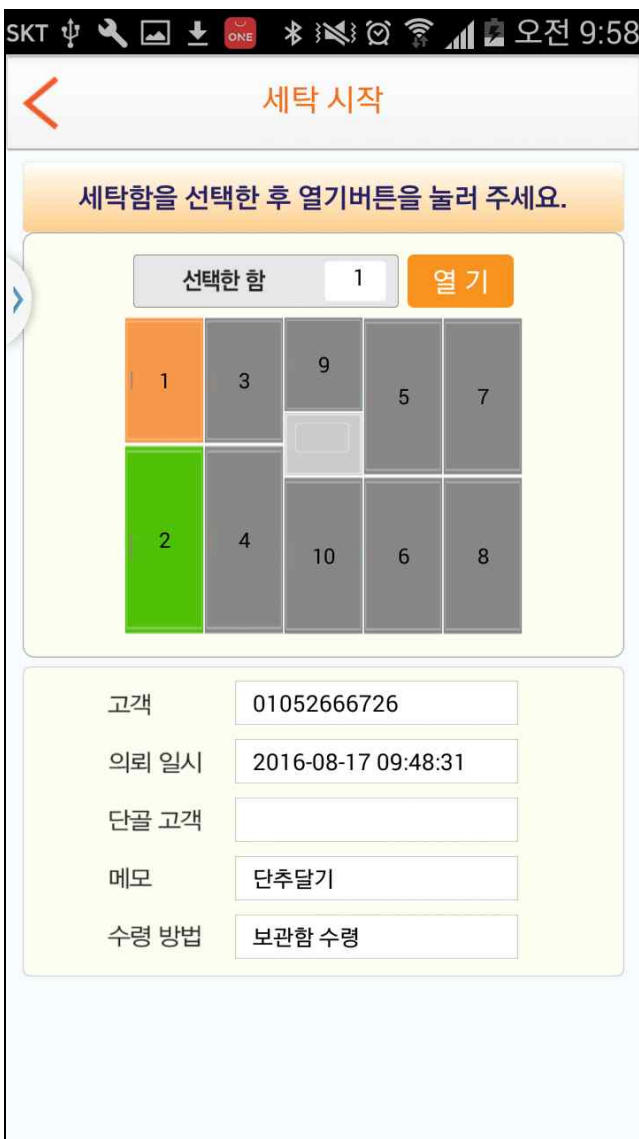 SKT ONE 오전 9:58
세탁 시작
세탁함을 선택한 후 열기버튼을 눌러 주세요.
선택한 함 1 열 기
1 3 9 5 7
2 4 10 6 8
고객 01052666726
의뢰 일시 2016-08-17 09:48:31
단골 고객
메모 단추달기
수령 방법 보관함 수령